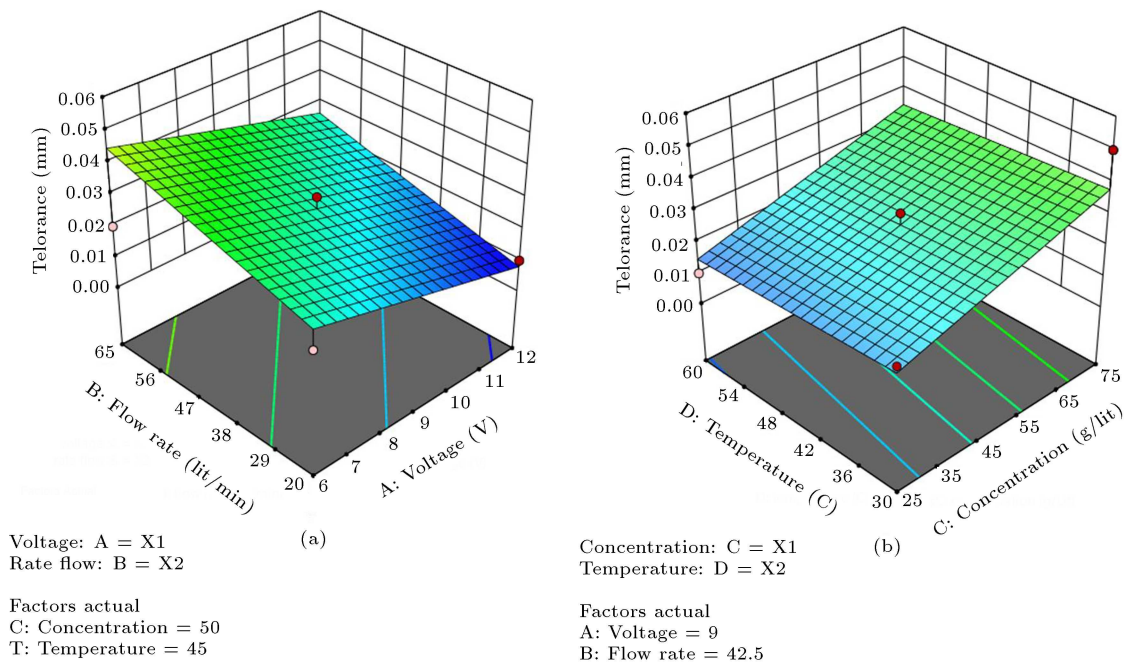 0.06
0.05
0.04
0.03
0.02
0.01
0.00
Telorance (mm)
65
56
47
38
29
20
B: Flow rate (lit/min)
6
7
8
9
10
11
12
A: Voltage (V)
(a)
Voltage: A = X1
Rate flow: B = X2
Factors actual
C: Concentration = 50
T: Temperature = 45
0.06
0.05
0.04
0.03
0.02
0.01
0.00
Telorance (mm)
60
54
48
42
36
30
D: Temperature (C)
25
35
45
55
65
75
C: Concentration (g/lit)
(b)
Concentration: C = X1
Temperature: D = X2
Factors actual
A: Voltage = 9
B: Flow rate = 42.5